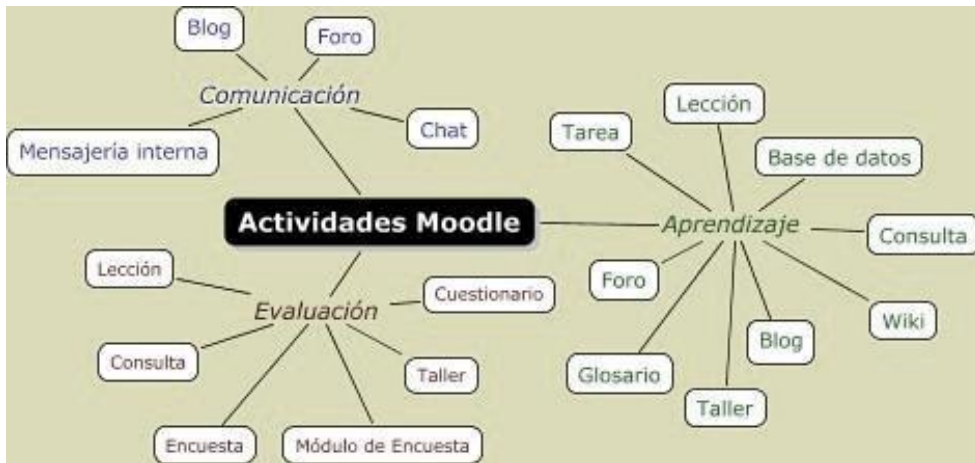 Blog
Foro
Comunicación
Mensajería interna
Chat
Actividades Moodle
Lección
Tarea
Base de datos
Aprendizaje
Consulta
Foro
Wiki
Blog
Glosario
Taller
Lección
Evaluación
Cuestionario
Consulta
Taller
Encuesta
Módulo de Encuesta